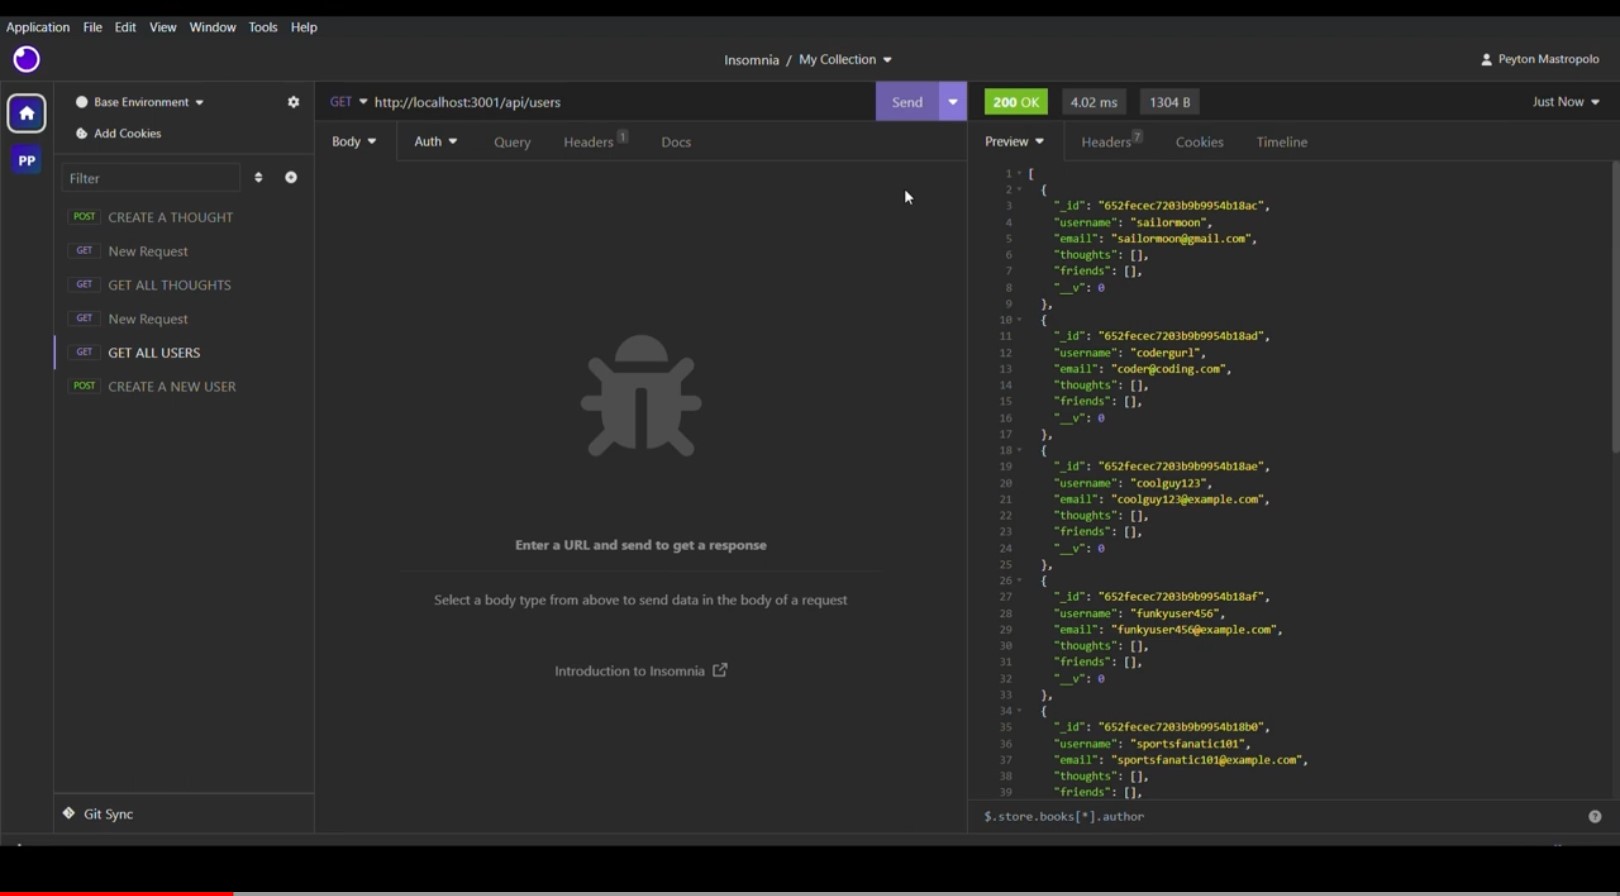 Application File Edit View Window Tools Help
Insomnia / My Collection
Peyton Mastropolo
Base Environment
Add Cookies
PP
Filter
POST CREATE A THOUGHT
GET New Request
GET GET ALL THOUGHTS
GET New Request
GET GET ALL USERS
POST CREATE A NEW USER
Git Sync
GET http://localhost:3001/api/users Send
Body Auth Query Headers 1 Docs
Enter a URL and send to get a response
Select a body type from above to send data in the body of a request
Introduction to Insomnia
200 OK 4.02 ms 1304 B Just Now
Preview Headers 7 Cookies Timeline
1 [
2 {
3 "_id": "652fecec7203b9b9954b18ac",
4 "username": "sailormoon",
5 "email": "sailormoon@gmail.com",
6 "thoughts": [],
7 "friends": [],
8 "__v": 0
9 },
10 {
11 "_id": "652fecec7203b9b9954b18ad",
12 "username": "codergurl",
13 "email": "coder@coding.com",
14 "thoughts": [],
15 "friends": [],
16 "__v": 0
17 },
18 {
19 "_id": "652fecec7203b9b9954b18ae",
20 "username": "coolguy123",
21 "email": "coolguy123@example.com",
22 "thoughts": [],
23 "friends": [],
24 "__v": 0
25 },
26 {
27 "_id": "652fecec7203b9b9954b18af",
28 "username": "funkyuser456",
29 "email": "funkyuser456@example.com",
30 "thoughts": [],
31 "friends": [],
32 "__v": 0
33 },
34 {
35 "_id": "652fecec7203b9b9954b18b0",
36 "username": "sportsfanatic101",
37 "email": "sportsfanatic101@example.com",
38 "thoughts": [],
39 "friends": [],
$.store.books[*].author